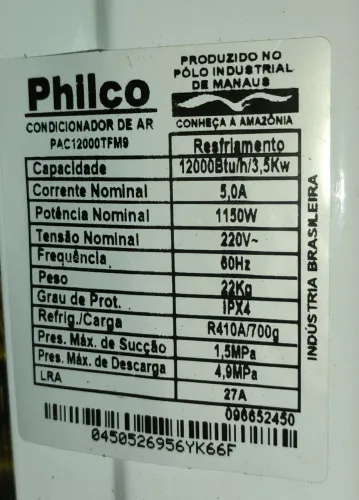 Philco
CONDICIONADOR DE AR
PAC12000TFM9
PRODUZIDO NO
PÓLO INDUSTRIAL
DE MANAUS
CONHEÇA A AMAZÔNIA
Resfriamento
Capacidade 12000Btu/h/3,5Kw
Corrente Nominal 5,0A
Potência Nominal 1150W
Tensão Nominal 220V~
Frequência 60Hz
Peso 22Kg
Grau de Prot. IPX4
Refrig./Carga R410A/700g
Pres. Máx. de Sucção 1,5MPa
Pres. Máx. de Descarga 4,9MPa
LRA 27A
096652450
0450526956YK66F
INDÚSTRIA BRASILEIRA